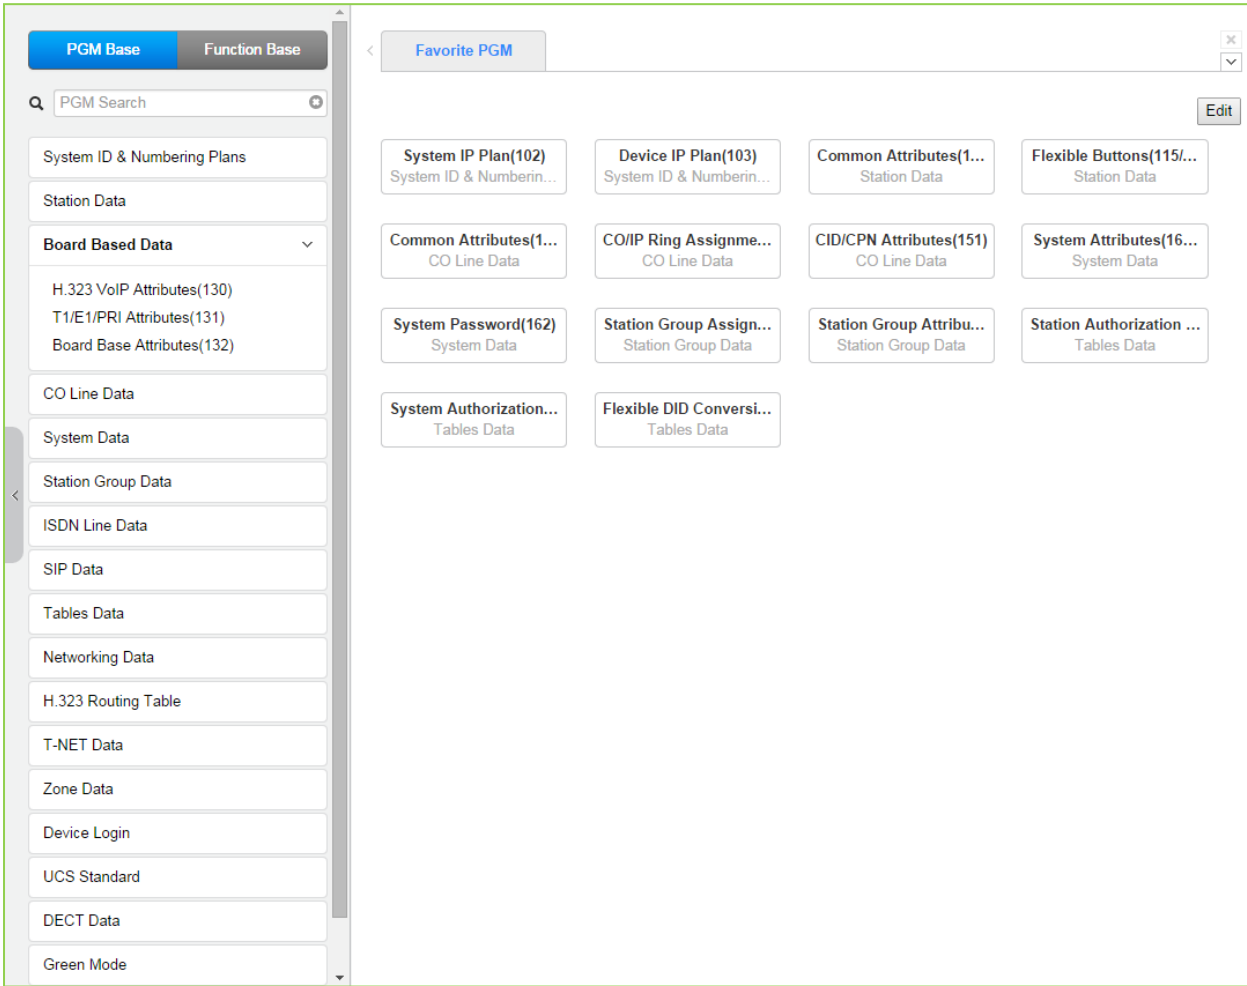 PGM Base
Function Base
PGM Search
System ID & Numbering Plans
Station Data
Board Based Data
H.323 VoIP Attributes(130)
T1/E1/PRI Attributes(131)
Board Base Attributes(132)
CO Line Data
System Data
Station Group Data
ISDN Line Data
SIP Data
Tables Data
Networking Data
H.323 Routing Table
T-NET Data
Zone Data
Device Login
UCS Standard
DECT Data
Green Mode
Favorite PGM
Edit
System IP Plan(102)
System ID & Numberin...
Device IP Plan(103)
System ID & Numberin...
Common Attributes(1...
Station Data
Flexible Buttons(115/...
Station Data
Common Attributes(1...
CO Line Data
CO/IP Ring Assignme...
CO Line Data
CID/CPN Attributes(151)
CO Line Data
System Attributes(16...
System Data
System Password(162)
System Data
Station Group Assign...
Station Group Data
Station Group Attribu...
Station Group Data
Station Authorization ...
Tables Data
System Authorization...
Tables Data
Flexible DID Conversi...
Tables Data